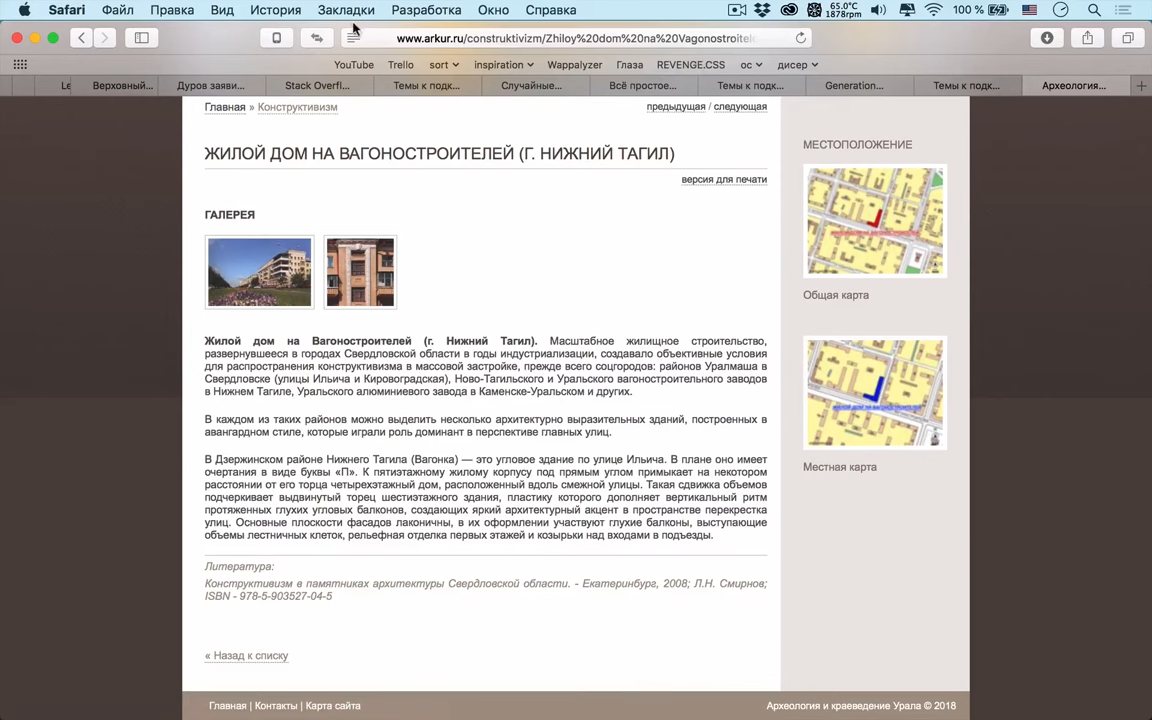 Safari Файл Правка Вид История Закладки Разработка Окно Справка 65.0°C 1878rpm 100 %
www.arkur.ru/construktivizm/Zhiloy%20dom%20na%20Vagonostroitele
YouTube Trello sort inspiration Wappalyzer Глаза REVENGE.CSS ос дисер
Le Верховный... Дуров заяви... Stack Overfl... Темы к подк... Случайные... Всё простое... Темы к подк... Generation... Темы к подк... Археология...
Главная » Конструктивизм предыдущая / следующая
ЖИЛОЙ ДОМ НА ВАГОНОСТРОИТЕЛЕЙ (Г. НИЖНИЙ ТАГИЛ)
версия для печати
ГАЛЕРЕЯ
Жилой дом на Вагоностроителей (г. Нижний Тагил). Масштабное жилищное строительство,
развернувшееся в городах Свердловской области в годы индустриализации, создавало объективные условия
для распространения конструктивизма в массовой застройке, прежде всего соцгородов: районов Уралмаша в
Свердловске (улицы Ильича и Кировоградская), Ново-Тагильского и Уральского вагоностроительного заводов
в Нижнем Тагиле, Уральского алюминиевого завода в Каменске-Уральском и других.
В каждом из таких районов можно выделить несколько архитектурно выразительных зданий, построенных в
авангардном стиле, которые играли роль доминант в перспективе главных улиц.
В Дзержинском районе Нижнего Тагила (Вагонка) — это угловое здание по улице Ильича. В плане оно имеет
очертания в виде буквы «П». К пятиэтажному жилому корпусу под прямым углом примыкает на некотором
расстоянии от его торца четырехэтажный дом, расположенный вдоль смежной улицы. Такая сдвижка объемов
подчеркивает выдвинутый торец шестиэтажного здания, пластику которого дополняет вертикальный ритм
протяженных глухих угловых балконов, создающих яркий архитектурный акцент в пространстве перекрестка
улиц. Основные плоскости фасадов лаконичны, в их оформлении участвуют глухие балконы, выступающие
объемы лестничных клеток, рельефная отделка первых этажей и козырьки над входами в подъезды.
Литература:
Конструктивизм в памятниках архитектуры Свердловской области. - Екатеринбург, 2008; Л.Н. Смирнов;
ISBN - 978-5-903527-04-5
« Назад к списку
МЕСТОПОЛОЖЕНИЕ
Общая карта
Местная карта
Главная | Контакты | Карта сайта Археология и краеведение Урала © 2018